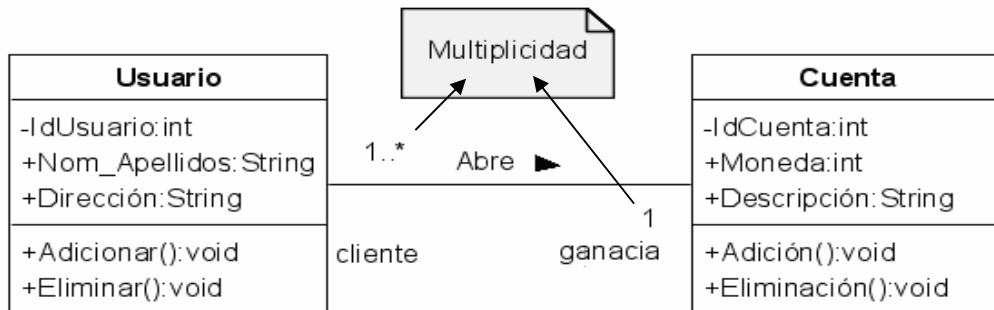 Multiplicidad
Usuario
-IdUsuario:int
+Nom_Apellidos:String
+Dirección:String
+Adicionar():void
+Eliminar():void
1..*
Abre
cliente
1
ganacia
Cuenta
-IdCuenta:int
+Moneda:int
+Descripción:String
+Adición():void
+Eliminación():void